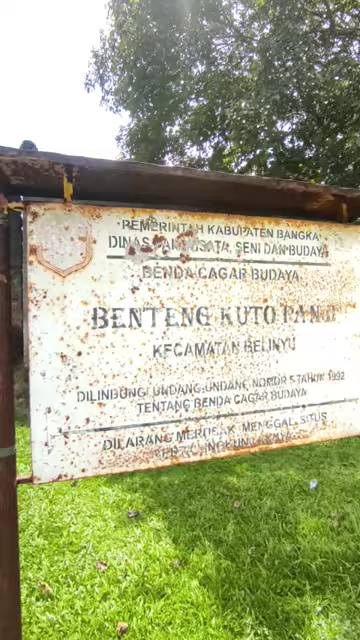 PEMERINTAH KABUPATEN BANGKA
DINAS PARIWISATA, SENI DAN BUDAYA
BENDA CAGAR BUDAYA
BENTENG KUTO PANJI
KECAMATAN BELINYU
DILINDUNGI UNDANG-UNDANG NOMOR 5 TAHUN 1992
TENTANG BENDA CAGAR BUDAYA
DILARANG MERUSAK, MENGGALI, SITUS